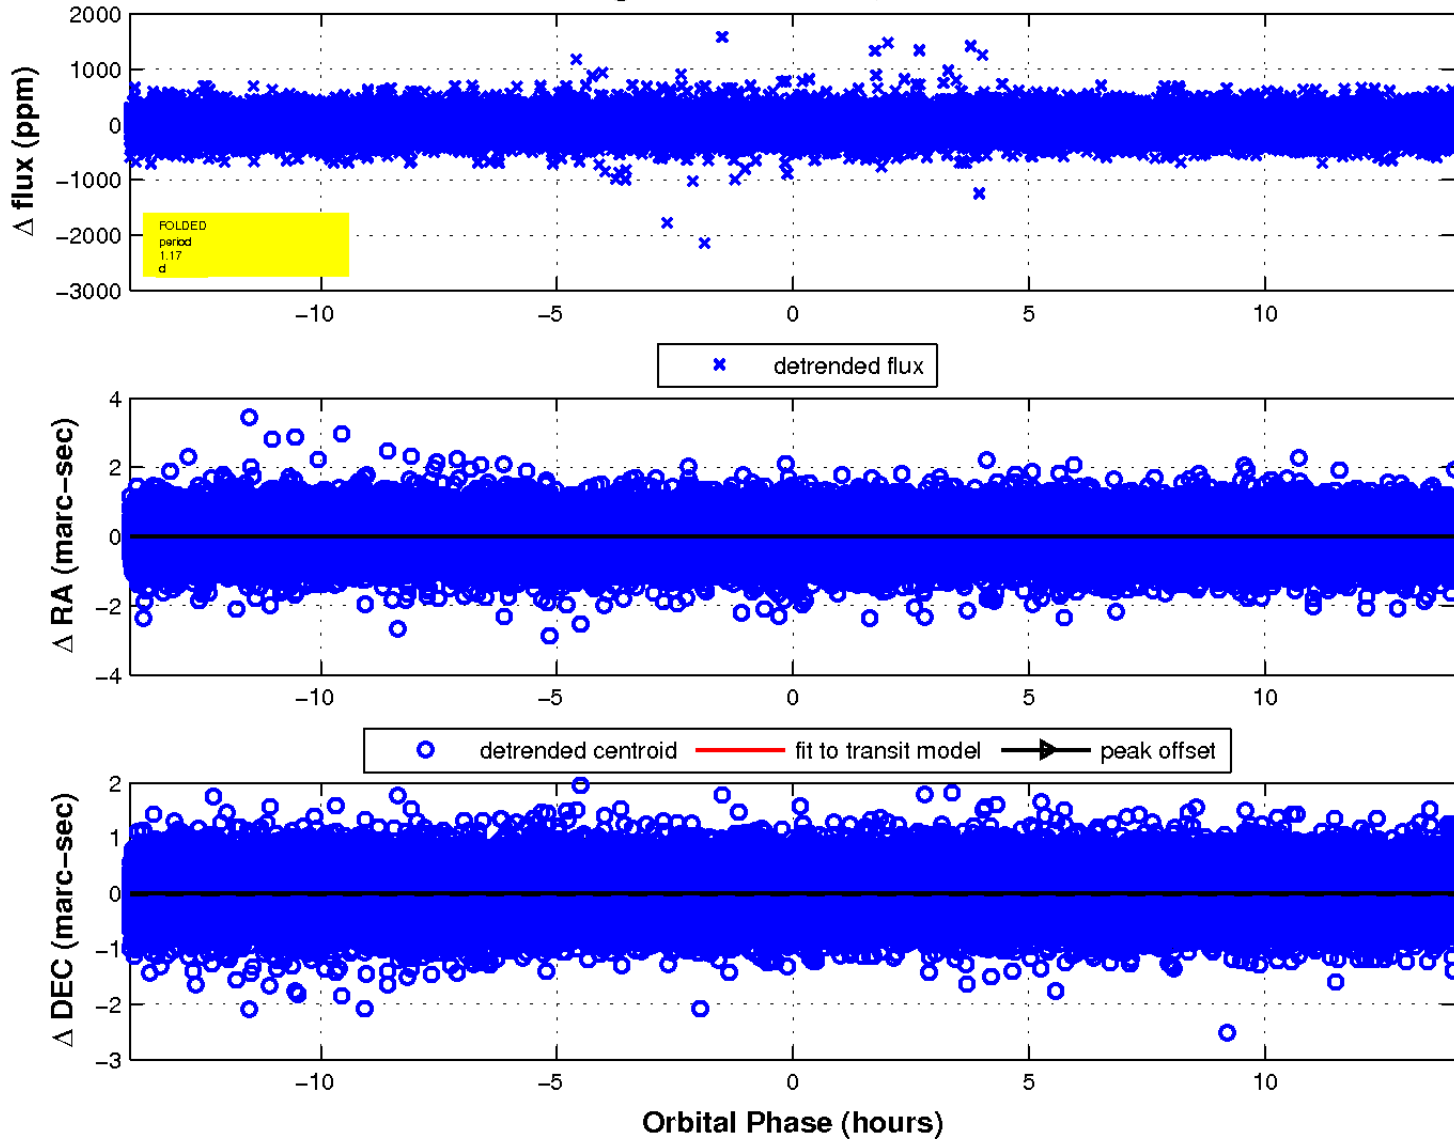 2000
1000
0
−1000
−2000
−3000
Δ flux (ppm)
FOLDED
period
1.17
d
−10 −5 0 5 10
detrended flux
4
2
0
−2
−4
Δ RA (marc−sec)
−10 −5 0 5 10
detrended centroid fit to transit model peak offset
2
1
0
−1
−2
−3
Δ DEC (marc−sec)
−10 −5 0 5 10
Orbital Phase (hours)